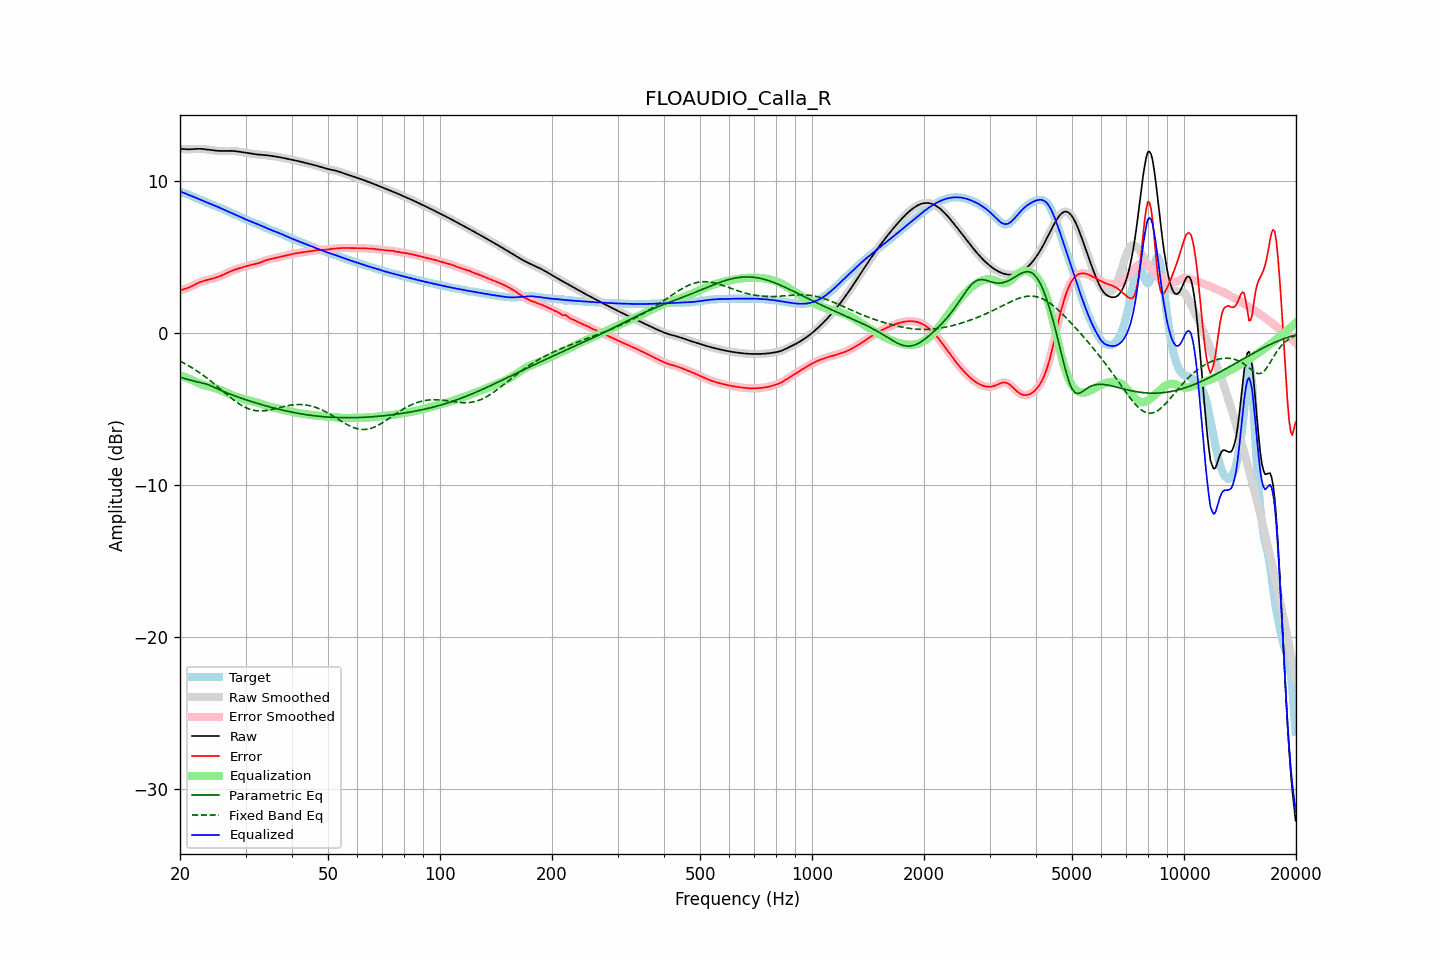 FLOAUDIO_Calla_R
Amplitude (dBr)
10
0
−10
−20
−30
Target
Raw Smoothed
Error Smoothed
Raw
Error
Equalization
Parametric Eq
Fixed Band Eq
Equalized
20
50
100
200
500
1000
2000
5000
10000
20000
Frequency (Hz)